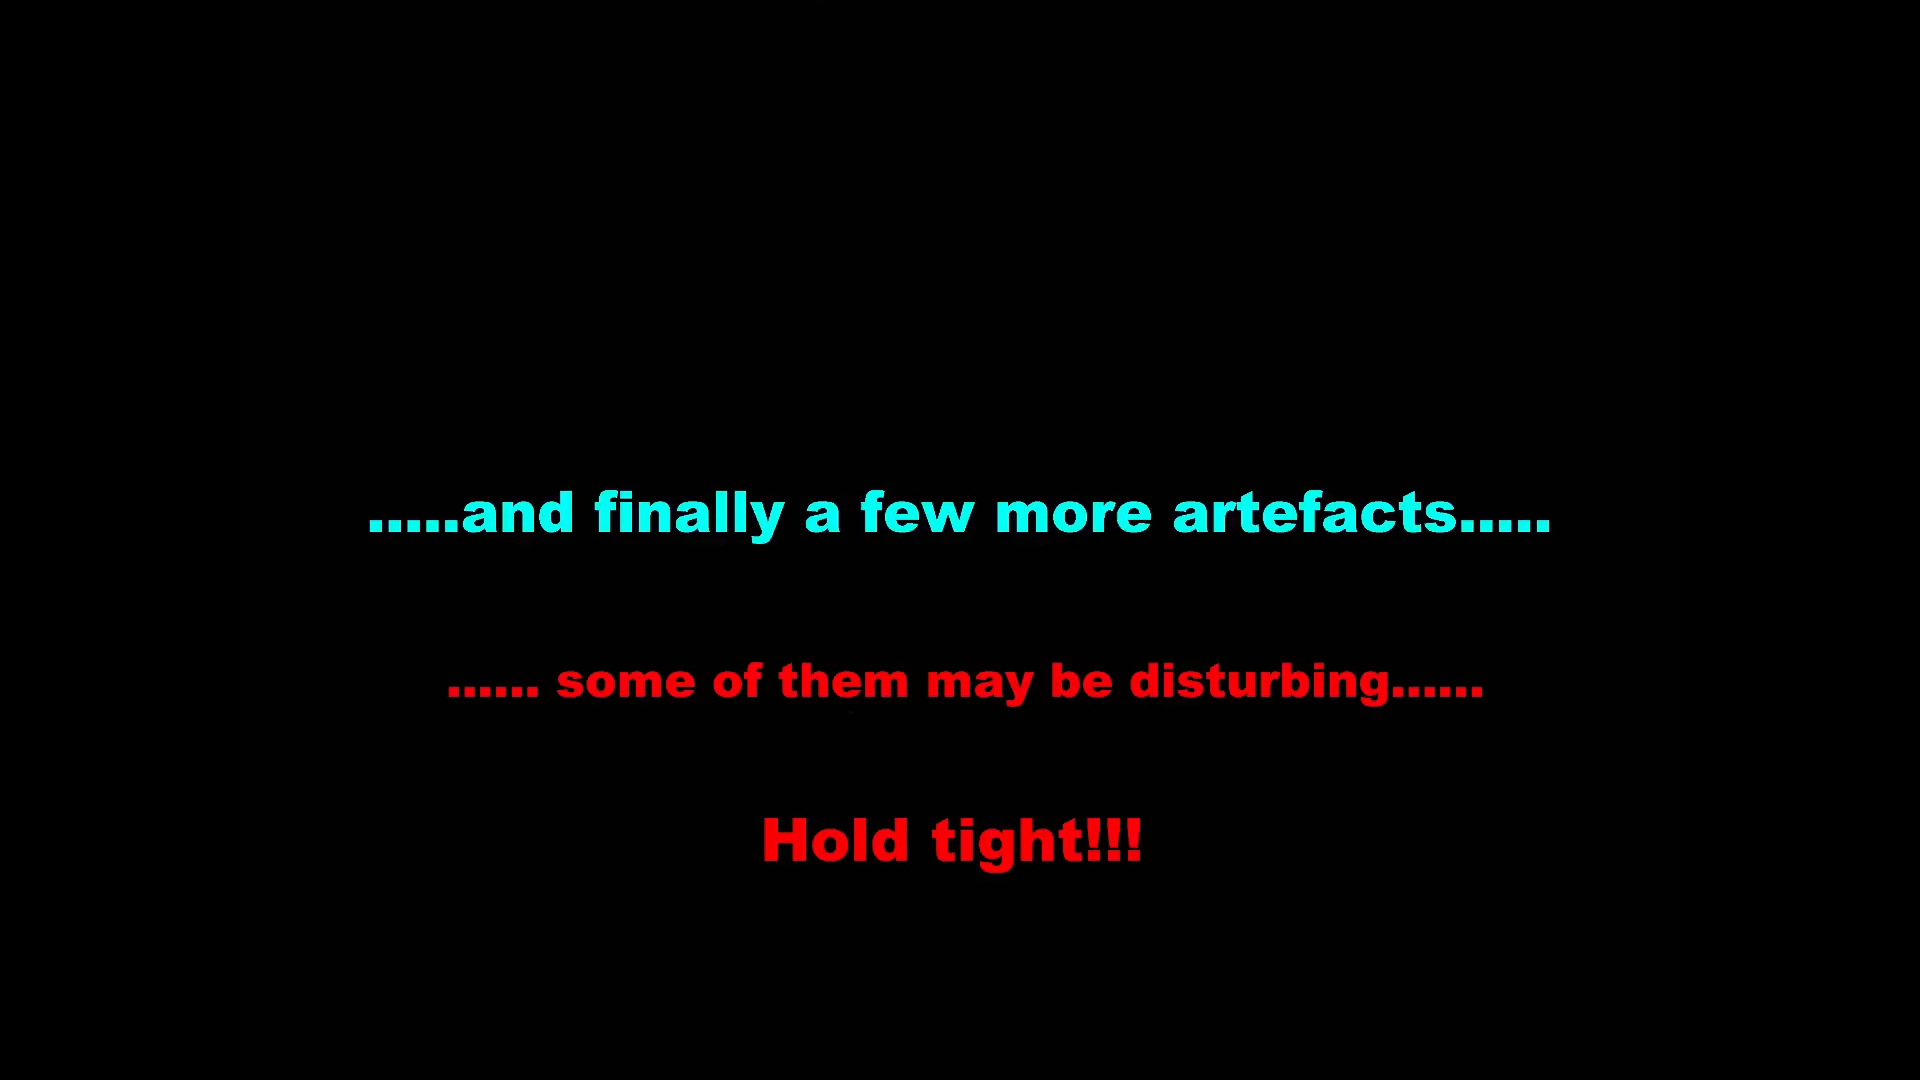 .....and finally a few more artefacts.....
...... some of them may be disturbing......
Hold tight!!!